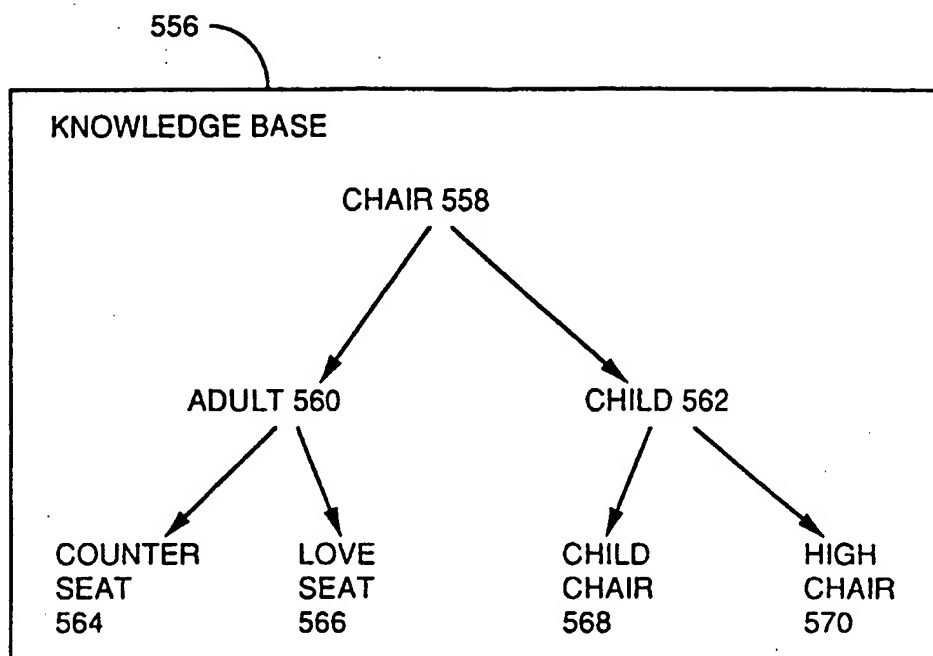 556
KNOWLEDGE BASE
CHAIR 558
ADULT 560
CHILD 562
COUNTER
SEAT
564
LOVE
SEAT
566
CHILD
CHAIR
568
HIGH
CHAIR
570